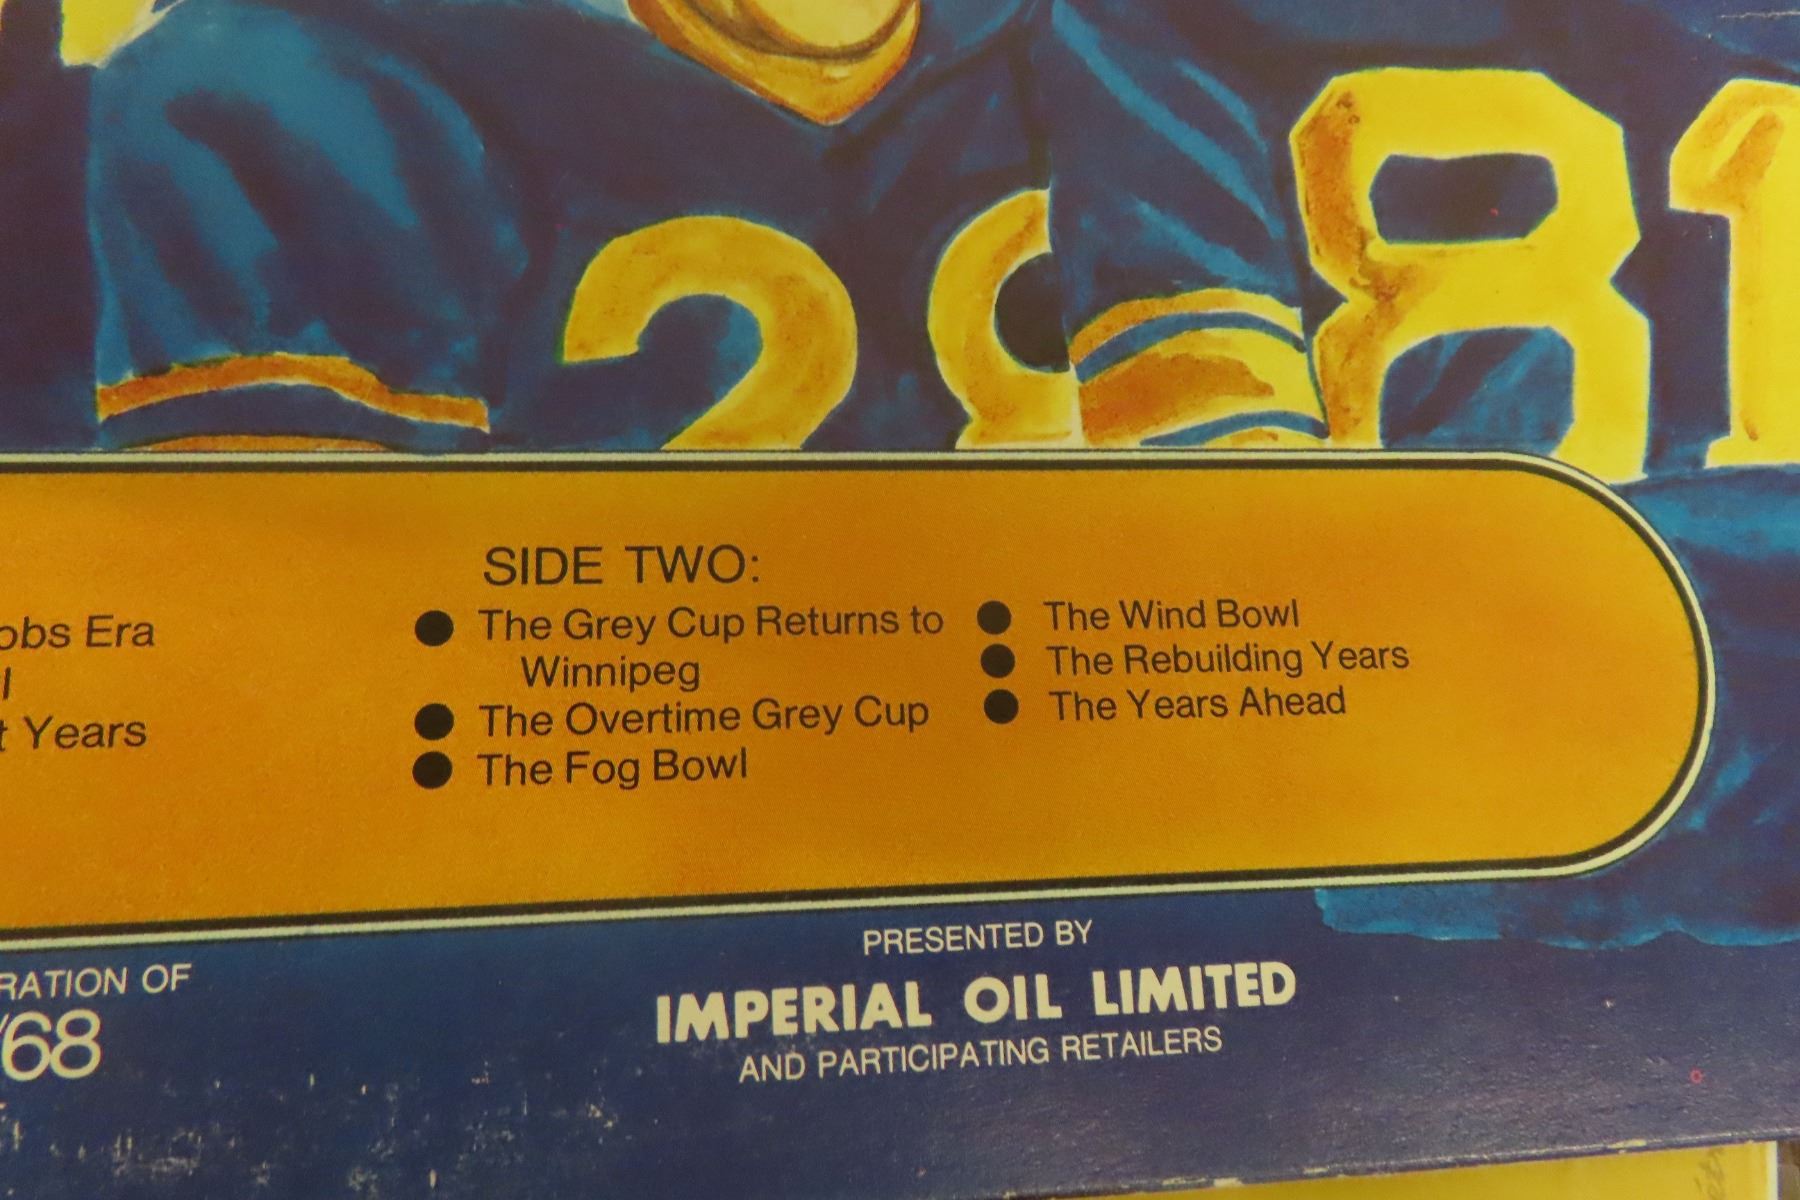 28
81
SIDE TWO:
obs Era
● The Grey Cup Returns to
Winnipeg
● The Overtime Grey Cup
● The Fog Bowl
● The Wind Bowl
● The Rebuilding Years
● The Years Ahead
t Years
RATION OF
'68
PRESENTED BY
IMPERIAL OIL LIMITED
AND PARTICIPATING RETAILERS